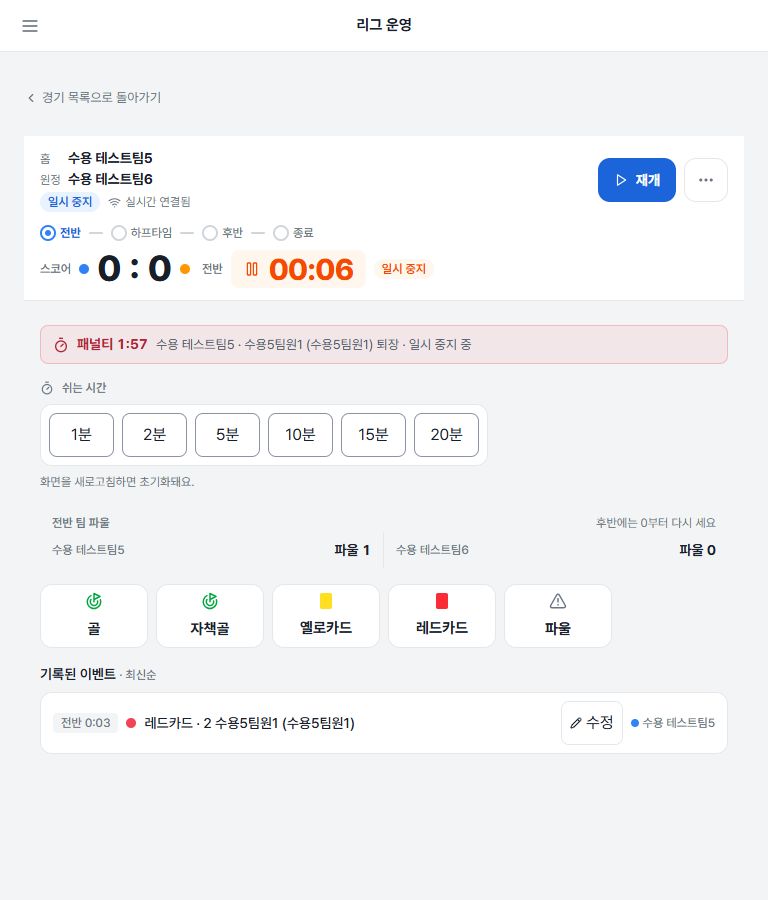 리그 운영
경기 목록으로 돌아가기
홈 수용 테스트팀5
원정 수용 테스트팀6
일시 중지 실시간 연결됨
재개
전반 하프타임 후반 종료
스코어 0 : 0 전반 00:06 일시 중지
패널티 1:57 수용 테스트팀5 · 수용5팀원1 (수용5팀원1) 퇴장 · 일시 중지 중
쉬는 시간
1분 2분 5분 10분 15분 20분
화면을 새로고침하면 초기화돼요.
전반 팀 파울 후반에는 0부터 다시 세요
수용 테스트팀5 파울 1 수용 테스트팀6 파울 0
골 자책골 옐로카드 레드카드 파울
기록된 이벤트 · 최신순
전반 0:03 레드카드 · 2 수용5팀원1 (수용5팀원1) 수정 수용 테스트팀5